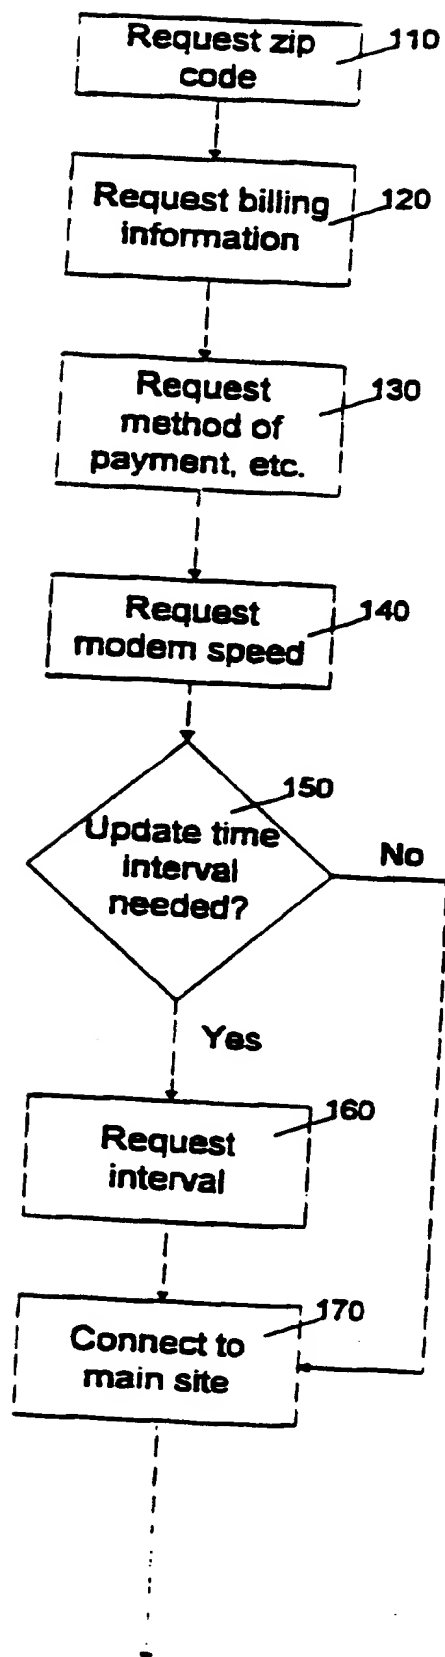 Request zip 110
code
Request billing 120
information
Request 130
method of
payment, etc.
Request 140
modem speed
150
Update time
interval No
needed?
Yes
160
Request
interval
170
Connect to
main site